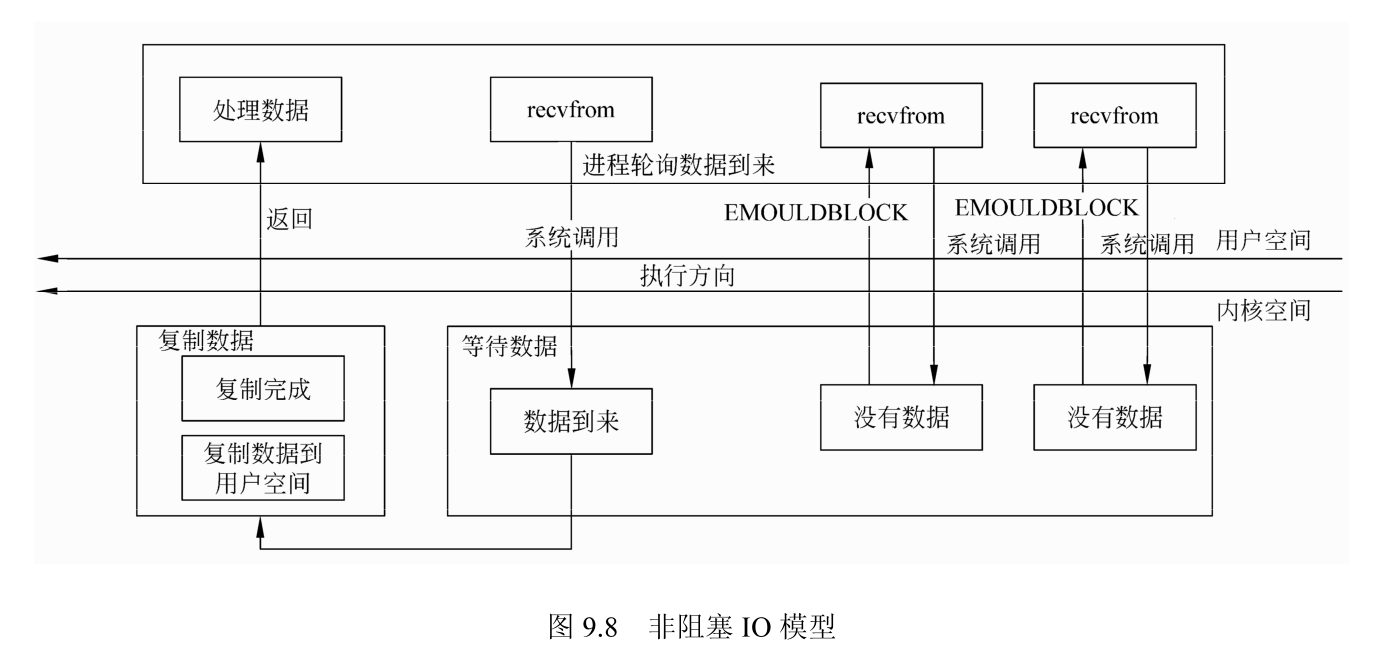 处理数据
recvfrom
recvfrom
recvfrom
进程轮询数据到来
返回
系统调用
EMOULDBLOCK
EMOULDBLOCK
系统调用
系统调用
用户空间
执行方向
内核空间
复制数据
复制完成
复制数据到
用户空间
等待数据
数据到来
没有数据
没有数据
图 9.8 非阻塞 IO 模型